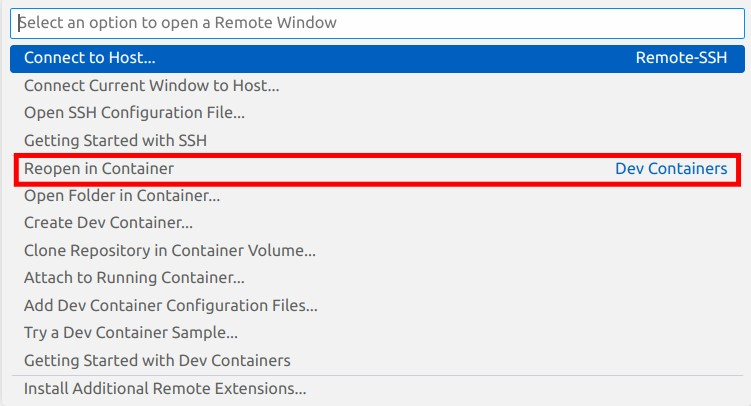 Select an option to open a Remote Window
Connect to Host... Remote-SSH
Connect Current Window to Host...
Open SSH Configuration File...
Getting Started with SSH
Reopen in Container Dev Containers
Open Folder in Container...
Create Dev Container...
Clone Repository in Container Volume...
Attach to Running Container...
Add Dev Container Configuration Files...
Try a Dev Container Sample...
Getting Started with Dev Containers
Install Additional Remote Extensions...